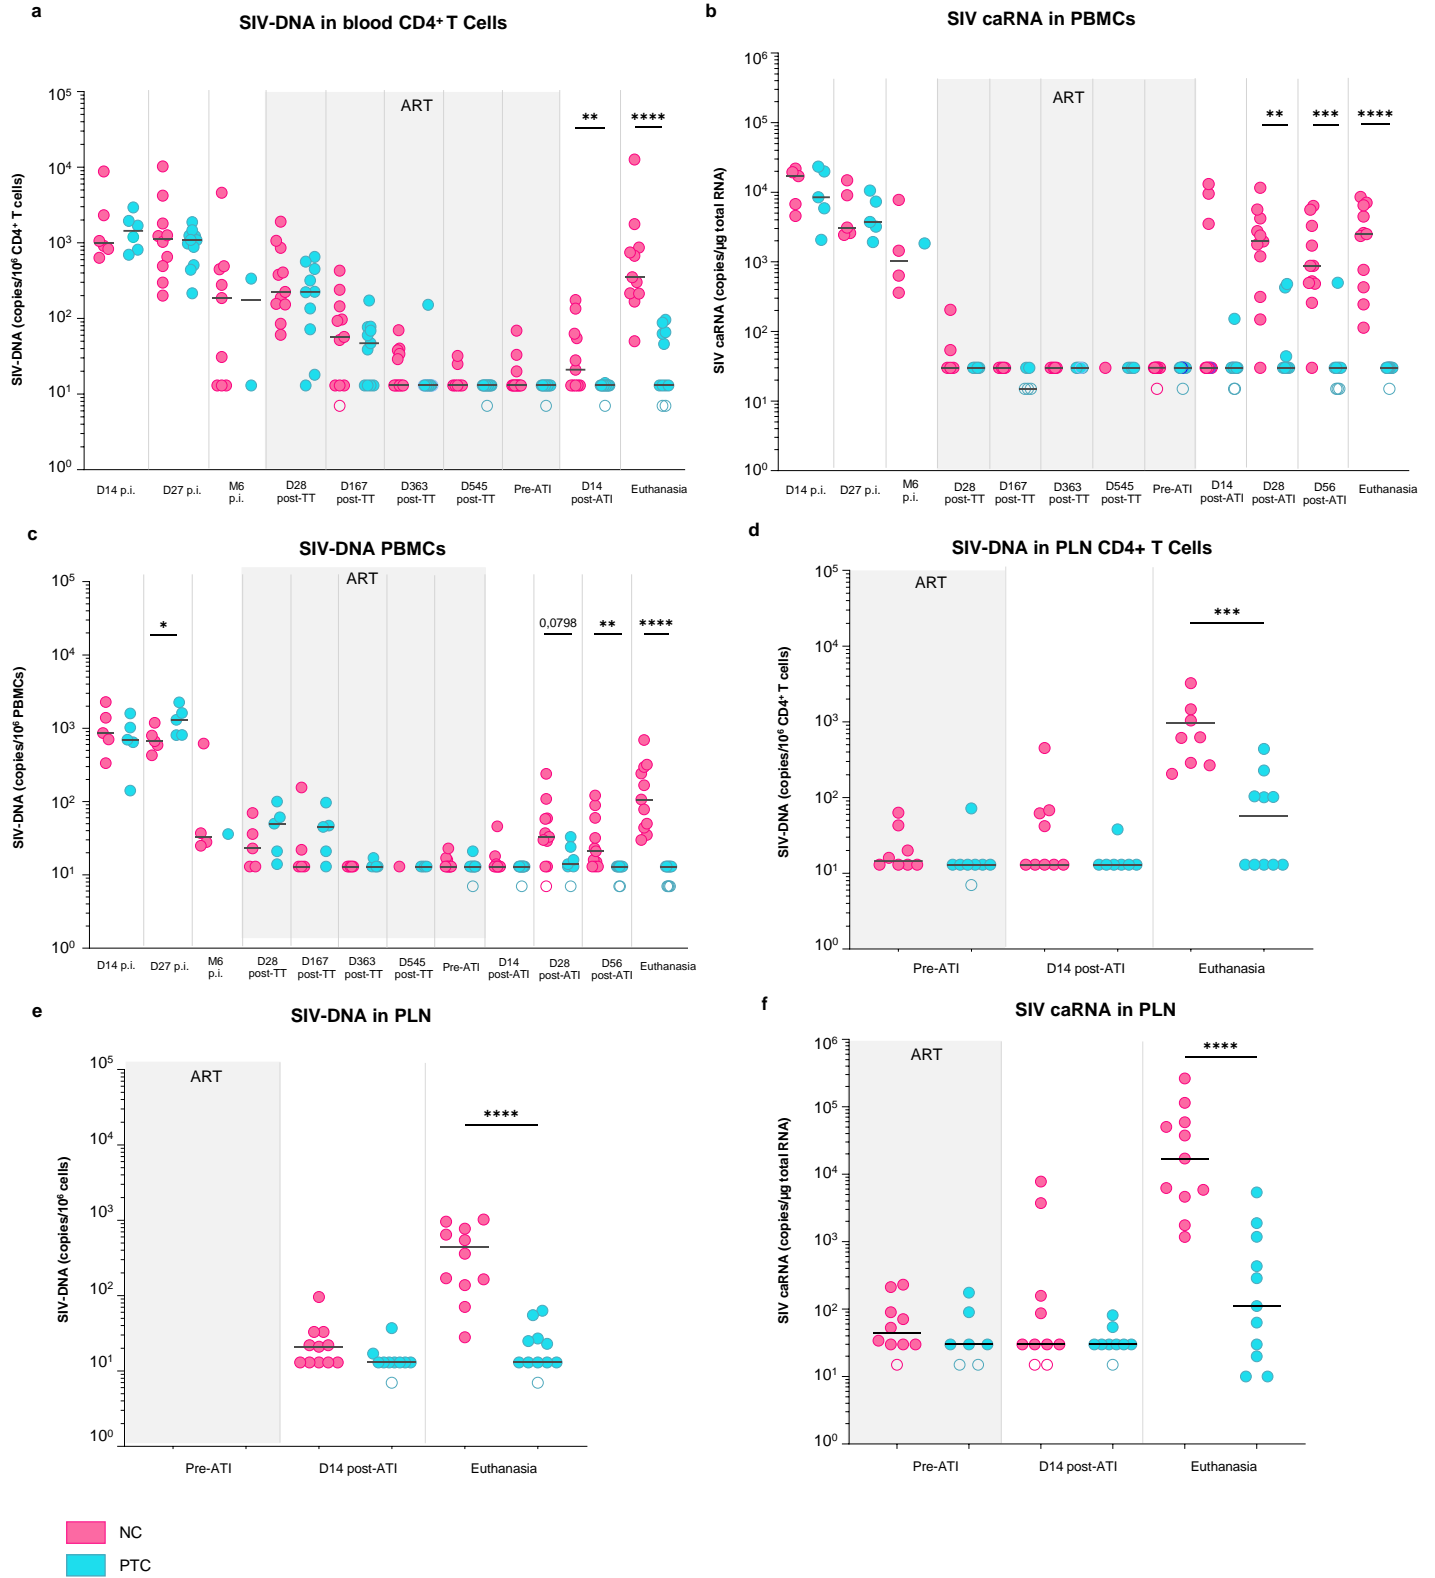 a
SIV-DNA in blood CD4⁺ T Cells
SIV-DNA (copies/10⁶ CD4⁺ T cells)
10⁵
10⁴
10³
10²
10¹
10⁰
ART
**
****
D14 p.i.
D27 p.i.
M6
p.i.
D28
post-TT
D167
post-TT
D363
post-TT
D545
post-TT
Pre-ATI
D14
post-ATI
Euthanasia
b
SIV caRNA in PBMCs
SIV caRNA (copies/µg total RNA)
10⁶
10⁵
10⁴
10³
10²
10¹
10⁰
ART
**
***
****
D14 p.i.
D27 p.i.
M6
p.i.
D28
post-TT
D167
post-TT
D363
post-TT
D545
post-TT
Pre-ATI
D14
post-ATI
D28
post-ATI
D56
post-ATI
Euthanasia
c
SIV-DNA PBMCs
SIV-DNA (copies/10⁶ PBMCs)
10⁵
10⁴
10³
10²
10¹
10⁰
ART
*
0,0798
**
****
D14 p.i.
D27 p.i.
M6
p.i.
D28
post-TT
D167
post-TT
D363
post-TT
D545
post-TT
Pre-ATI
D14
post-ATI
D28
post-ATI
D56
post-ATI
Euthanasia
d
SIV-DNA in PLN CD4+ T Cells
SIV-DNA (copies/10⁶ CD4⁺ T cells)
10⁵
10⁴
10³
10²
10¹
10⁰
ART
***
Pre-ATI
D14 post-ATI
Euthanasia
e
SIV-DNA in PLN
SIV-DNA (copies/10⁶ cells)
10⁵
10⁴
10³
10²
10¹
10⁰
ART
****
Pre-ATI
D14 post-ATI
Euthanasia
f
SIV caRNA in PLN
SIV caRNA (copies/µg total RNA)
10⁶
10⁵
10⁴
10³
10²
10¹
10⁰
ART
****
Pre-ATI
D14 post-ATI
Euthanasia
NC
PTC